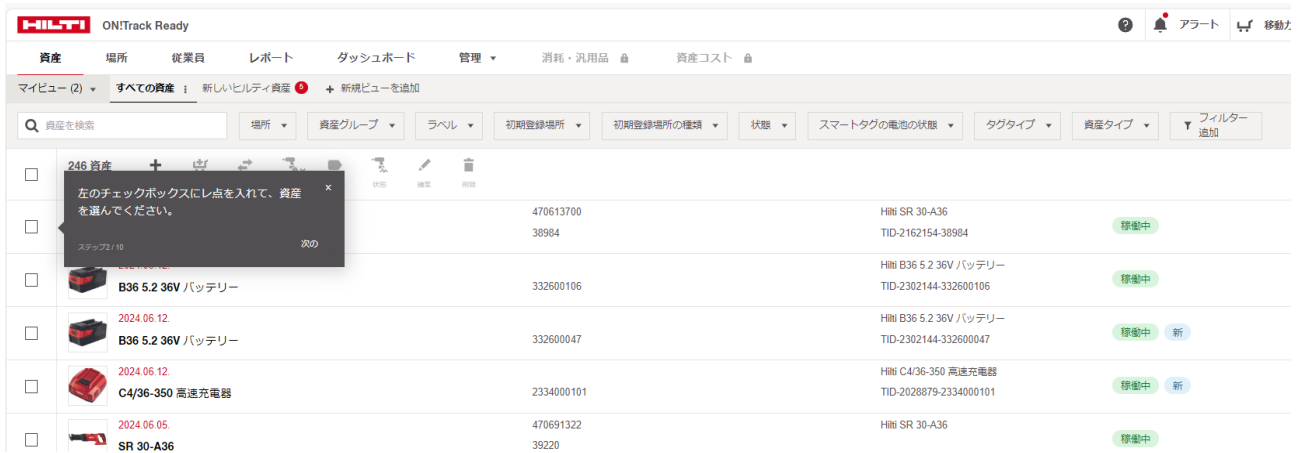 HILTI ON!Track Ready アラート 移動カ
資産 場所 従業員 レポート ダッシュボード 管理 消耗・汎用品 資産コスト
マイビュー (2) すべての資産 新しいヒルティ資産 5 + 新規ビューを追加
資産を検索 場所 資産グループ ラベル 初期登録場所 初期登録場所の種類 状態 スマートタグの電池の状態 タグタイプ 資産タイプ フィルター
追加
246 資産
状態 編集 削除
左のチェックボックスにレ点を入れて、資産 ×
を選んでください。
ステップ2 / 10 次の
470613700 Hilti SR 30-A36
38984 TID-2162154-38984 稼働中
2024.06.12. Hilti B36 5.2 36V バッテリー
B36 5.2 36V バッテリー 332600106 TID-2302144-332600106 稼働中
2024.06.12. Hilti B36 5.2 36V バッテリー
B36 5.2 36V バッテリー 332600047 TID-2302144-332600047 稼働中 新
2024.06.12. Hilti C4/36-350 高速充電器
C4/36-350 高速充電器 2334000101 TID-2028879-2334000101 稼働中 新
2024.06.05. 470691322 Hilti SR 30-A36
SR 30-A36 39220 稼働中